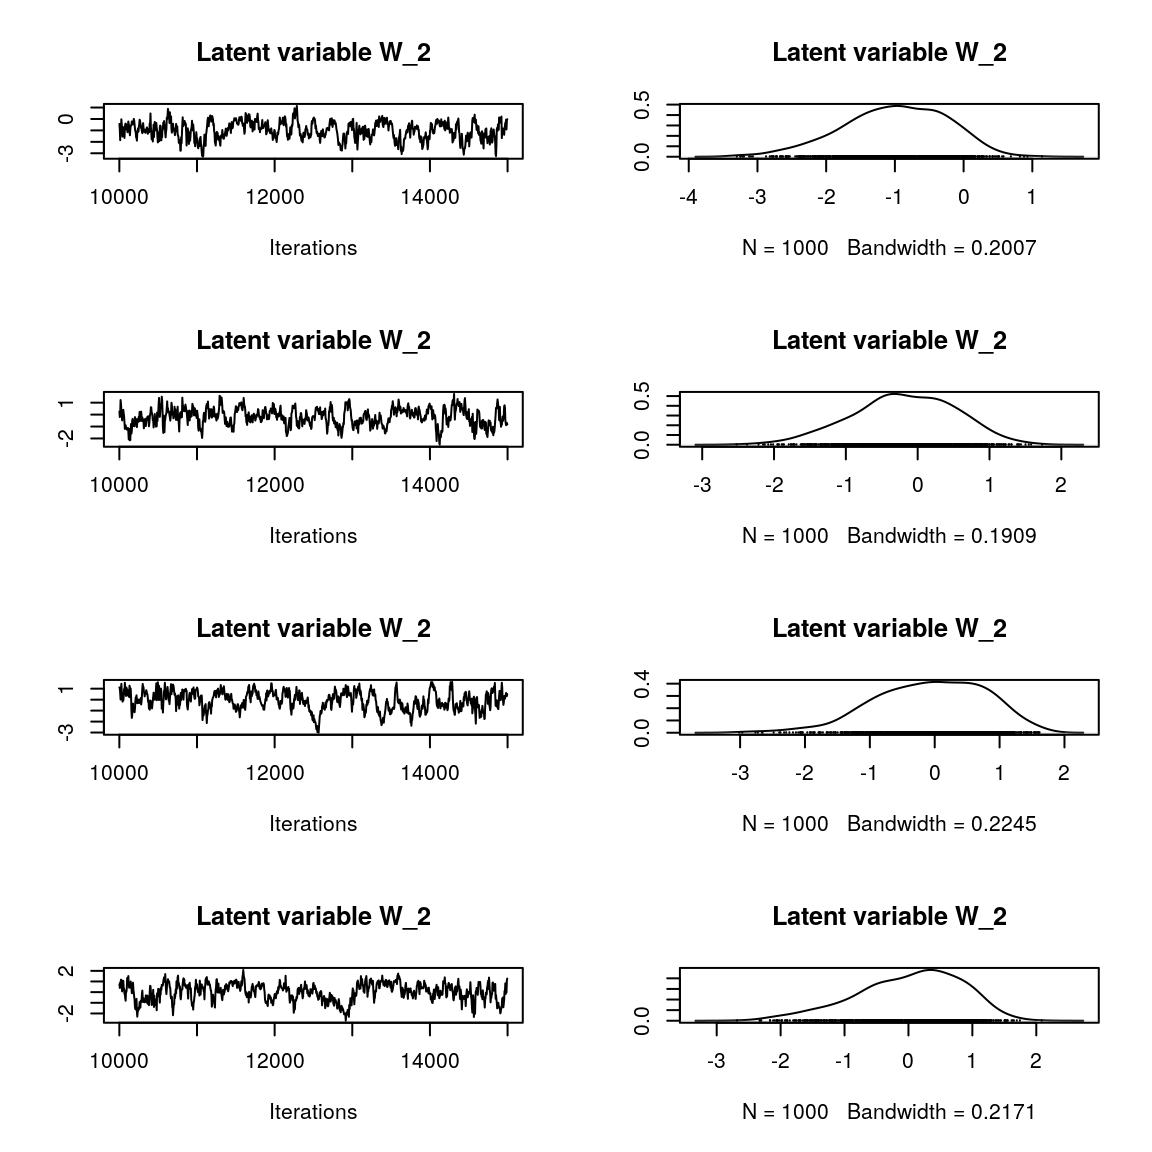 Latent variable W_2
0
-3
10000 12000 14000
Iterations
Latent variable W_2
0.5
0.0
-4 -3 -2 -1 0 1
N = 1000 Bandwidth = 0.2007
Latent variable W_2
1
-2
10000 12000 14000
Iterations
Latent variable W_2
0.5
0.0
-3 -2 -1 0 1 2
N = 1000 Bandwidth = 0.1909
Latent variable W_2
1
-3
10000 12000 14000
Iterations
Latent variable W_2
0.4
0.0
-3 -2 -1 0 1 2
N = 1000 Bandwidth = 0.2245
Latent variable W_2
2
-2
10000 12000 14000
Iterations
Latent variable W_2
0.0
-3 -2 -1 0 1 2
N = 1000 Bandwidth = 0.2171